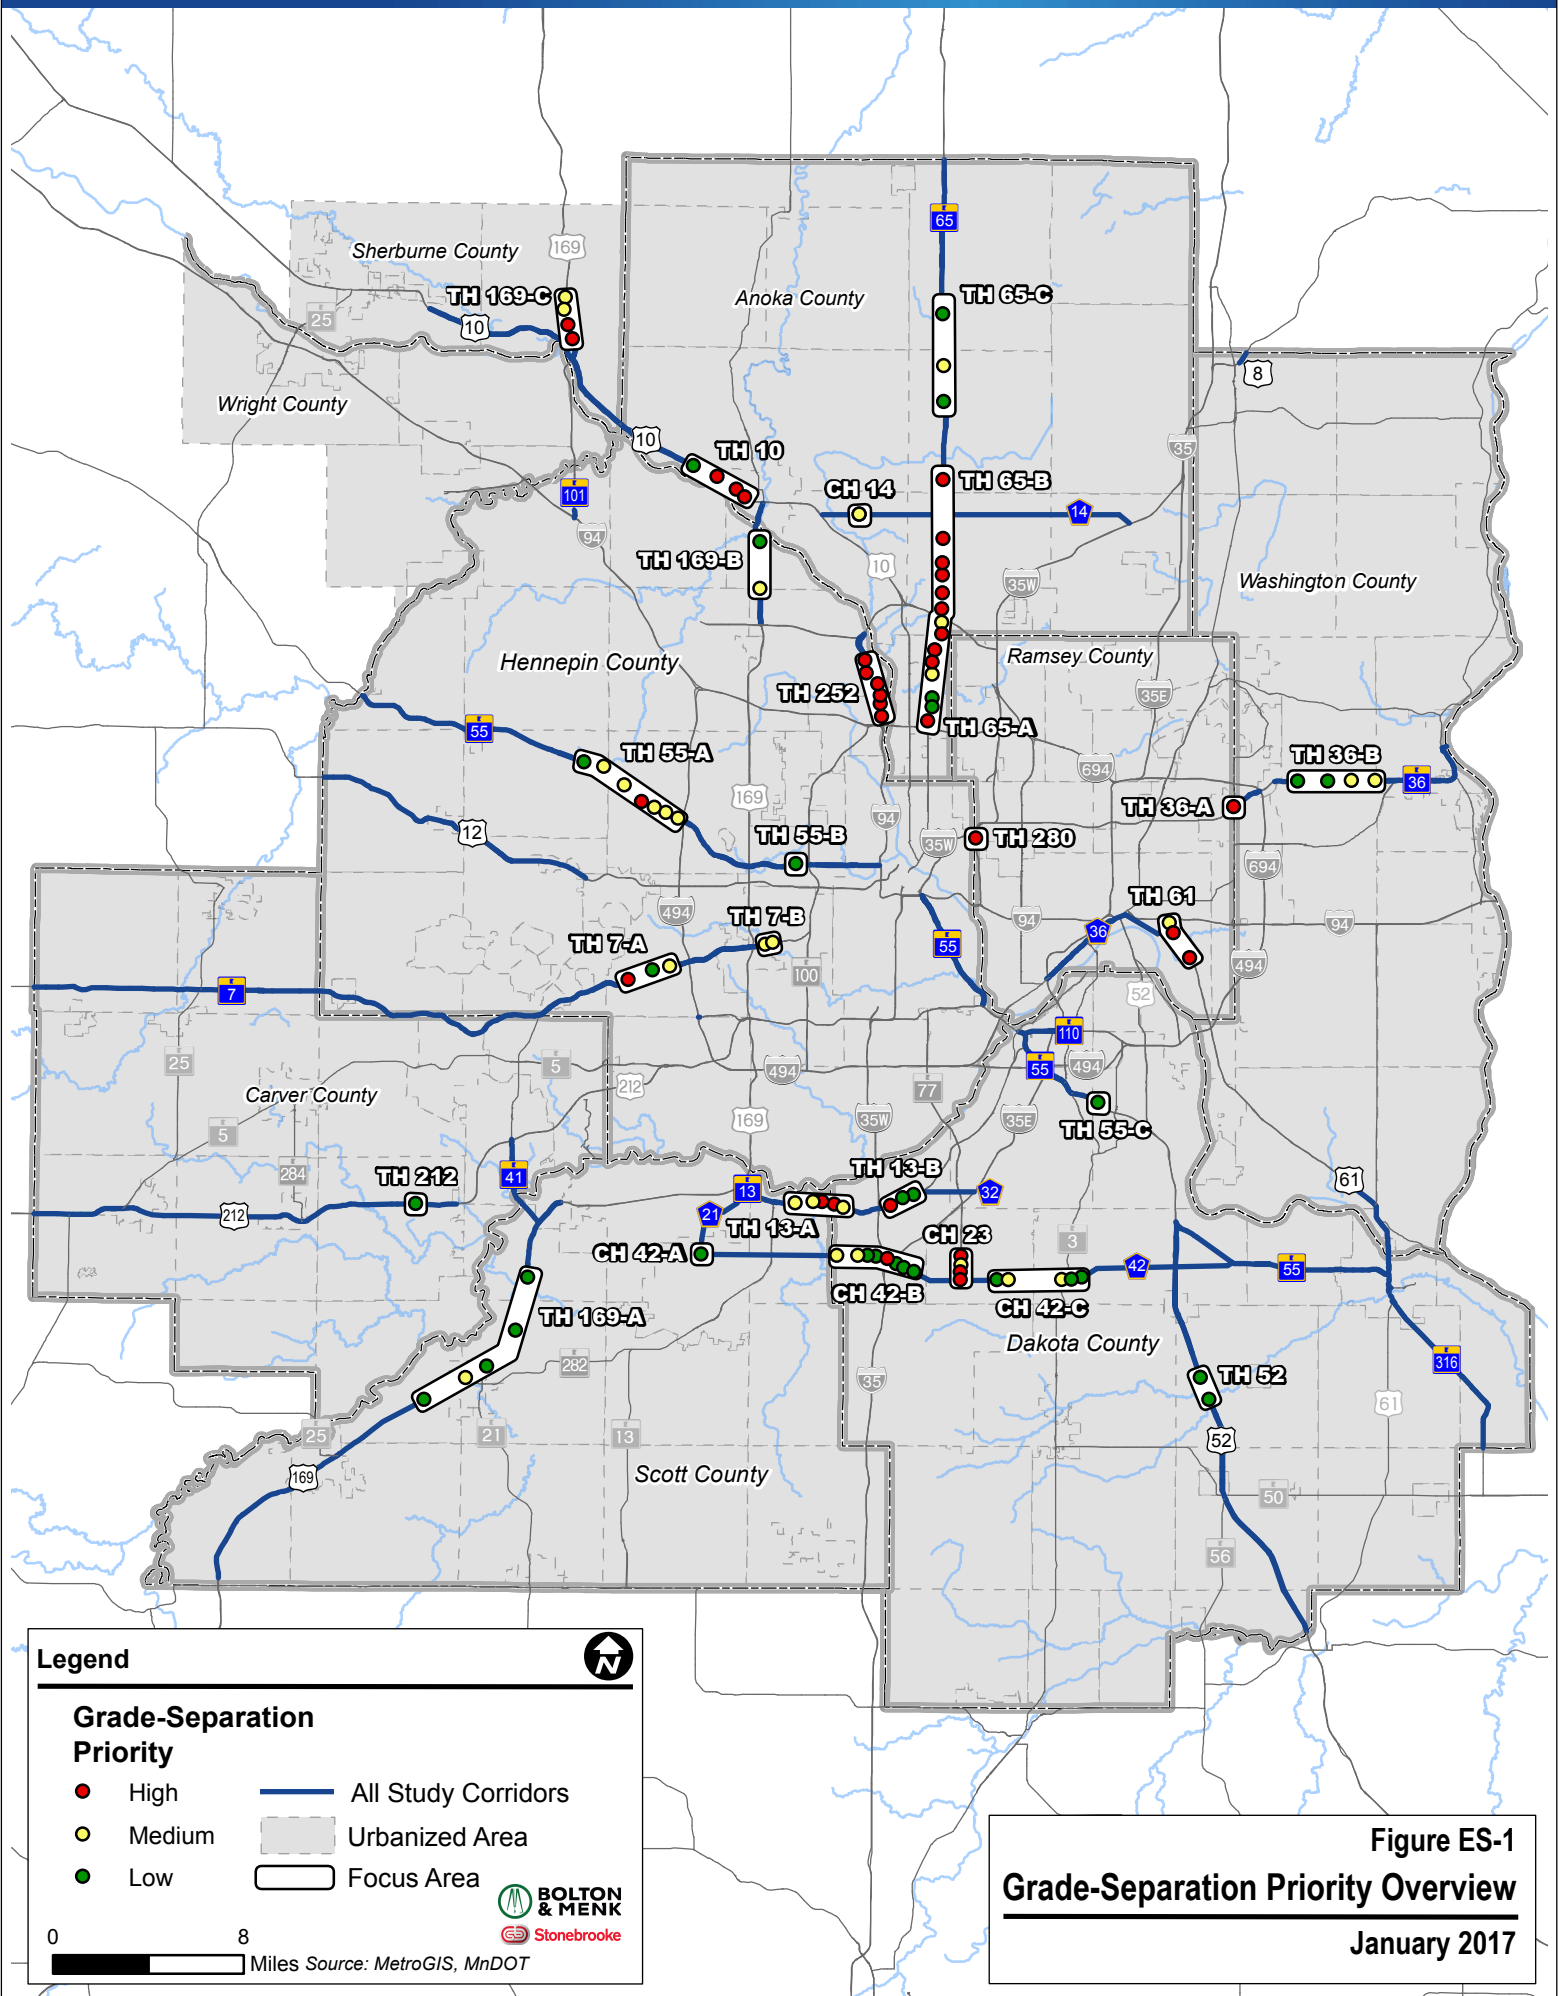 65
Sherburne County
169
TH 169-C
Anoka County
TH 65-C
25
10
8
Wright County
10
TH 10
35
TH 65-B
CH 14
101
14
94
TH 169-B
10
35W
Washington County
Hennepin County
Ramsey County
TH 252
35E
55
TH 65-A
TH 55-A
694
TH 36-B
36
169
TH 36-A
12
94
TH 55-B
35W
TH 280
694
TH 61
494
TH 7-B
94
36
94
TH 7-A
55
494
7
100
52
110
25
5
494
55
494
Carver County
212
77
169
35W
35E
5
TH 55-C
284
TH 212
41
TH 13-B
61
13
32
212
21
TH 13-A
CH 23
3
CH 42-A
42
55
CH 42-B
CH 42-C
TH 169-A
Dakota County
282
316
35
TH 52
61
25
21
13
52
169
Scott County
50
56
Legend
N
Grade-Separation
Priority
High
All Study Corridors
Medium
Urbanized Area
Low
Focus Area
BOLTON
& MENK
Stonebrooke
0 8
Miles Source: MetroGIS, MnDOT
Figure ES-1
Grade-Separation Priority Overview
January 2017